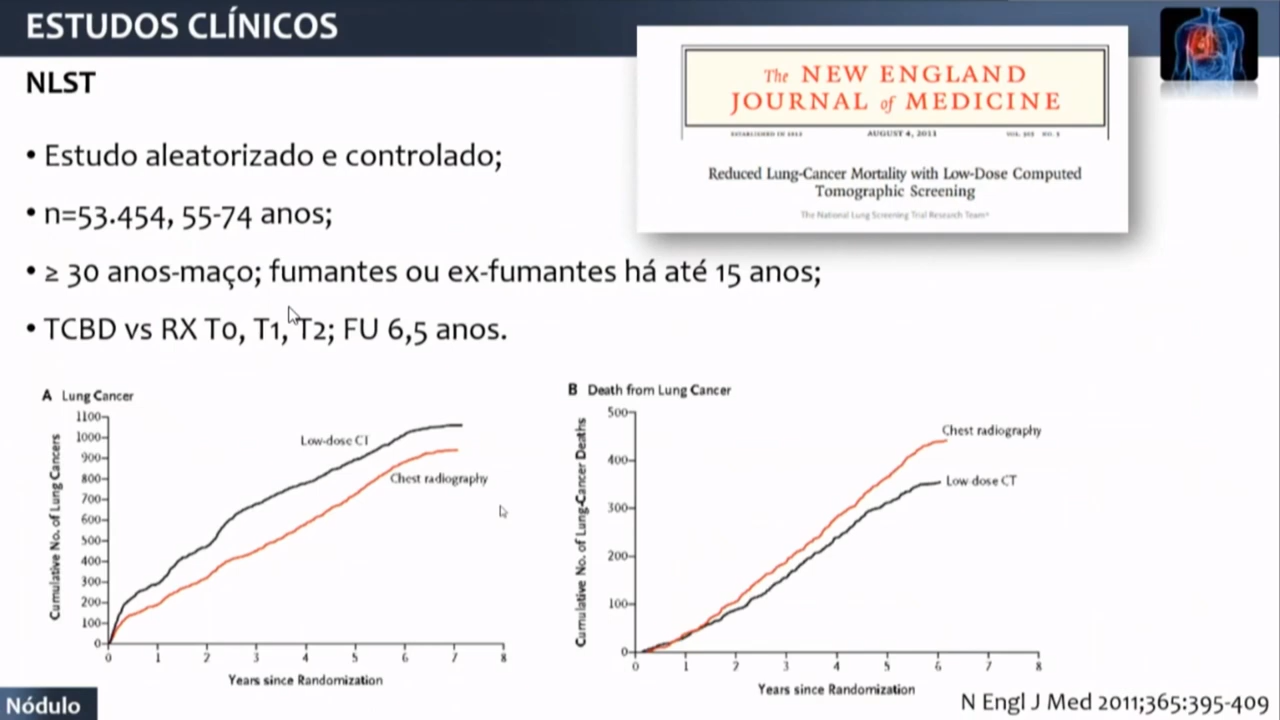 ESTUDOS CLÍNICOS
NLST
The NEW ENGLAND
JOURNAL of MEDICINE
ESTABLISHED IN 1812 AUGUST 4, 2011
Reduced Lung-Cancer Mortality with Low-Dose Computed
Tomographic Screening
The National Lung Screening Trial Research Team*
• Estudo aleatorizado e controlado;
• n=53.454, 55-74 anos;
• ≥ 30 anos-maço; fumantes ou ex-fumantes há até 15 anos;
• TCBD vs RX T0, T1, T2; FU 6,5 anos.
A Lung Cancer
Cumulative No. of Lung Cancers
1100
1000
900
800
700
600
500
400
300
200
100
0
Low-dose CT
Chest radiography
0 1 2 3 4 5 6 7 8
Years since Randomization
B Death from Lung Cancer
Cumulative No. of Lung-Cancer Deaths
500
400
300
200
100
0
Chest radiography
Low dose CT
0 1 2 3 4 5 6 7 8
Years since Randomization
Nódulo
N Engl J Med 2011;365:395-409